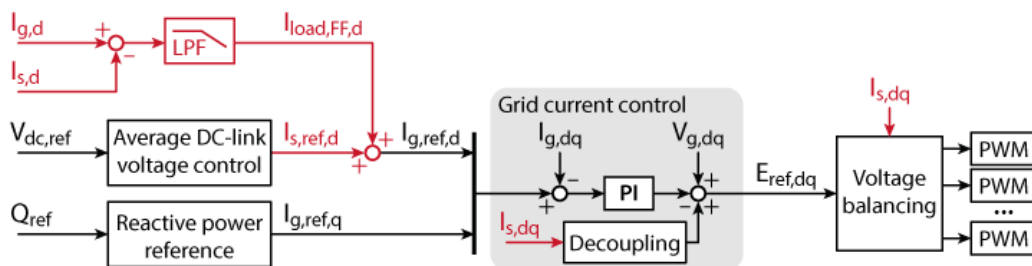 I_g,d
I_load,FF,d
LPF
I_s,d
Grid current control
I_s,dq
V_dc,ref
Average DC-link
voltage control
I_s,ref,d
I_g,ref,d
I_g,dq
V_g,dq
PI
E_ref,dq
Voltage
balancing
PWM
PWM
...
PWM
Q_ref
Reactive power
reference
I_g,ref,q
I_s,dq
Decoupling